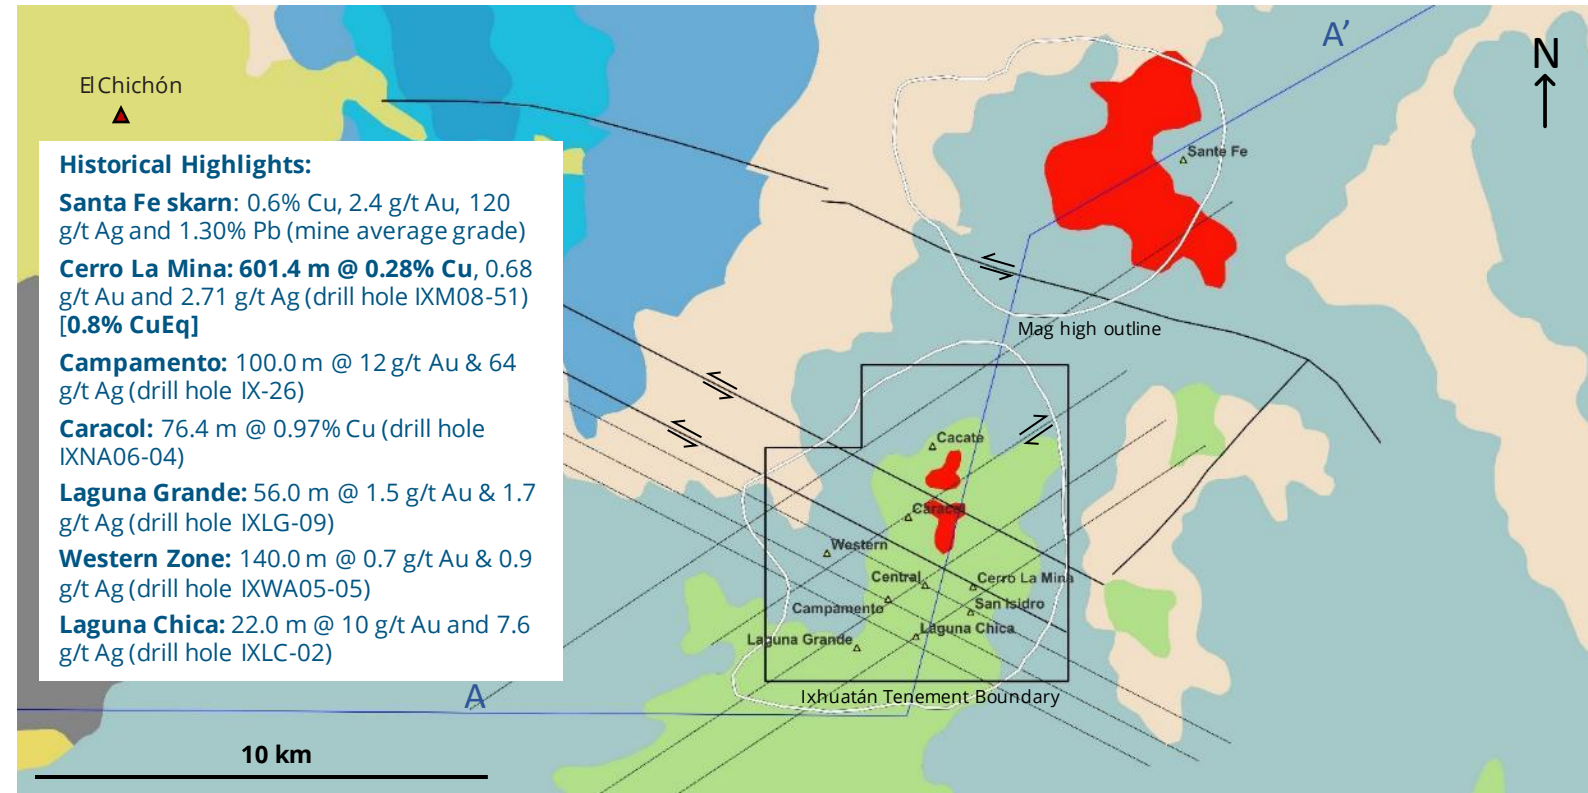 A’
N
El Chichón
Historical Highlights:
Santa Fe skarn: 0.6% Cu, 2.4 g/t Au, 120
g/t Ag and 1.30% Pb (mine average grade)
Cerro La Mina: 601.4 m @ 0.28% Cu, 0.68
g/t Au and 2.71 g/t Ag (drill hole IXM08-51)
[0.8% CuEq]
Campamento: 100.0 m @ 12 g/t Au & 64
g/t Ag (drill hole IX-26)
Caracol: 76.4 m @ 0.97% Cu (drill hole
IXNA06-04)
Laguna Grande: 56.0 m @ 1.5 g/t Au & 1.7
g/t Ag (drill hole IXLG-09)
Western Zone: 140.0 m @ 0.7 g/t Au & 0.9
g/t Ag (drill hole IXWA05-05)
Laguna Chica: 22.0 m @ 10 g/t Au and 7.6
g/t Ag (drill hole IXLC-02)
Sante Fe
Mag high outline
Cacate
Caracol
Western
Central
Cerro La Mina
Campamento
San Isidro
Laguna Chica
Laguna Grande
Ixhuatán Tenement Boundary
A
10 km